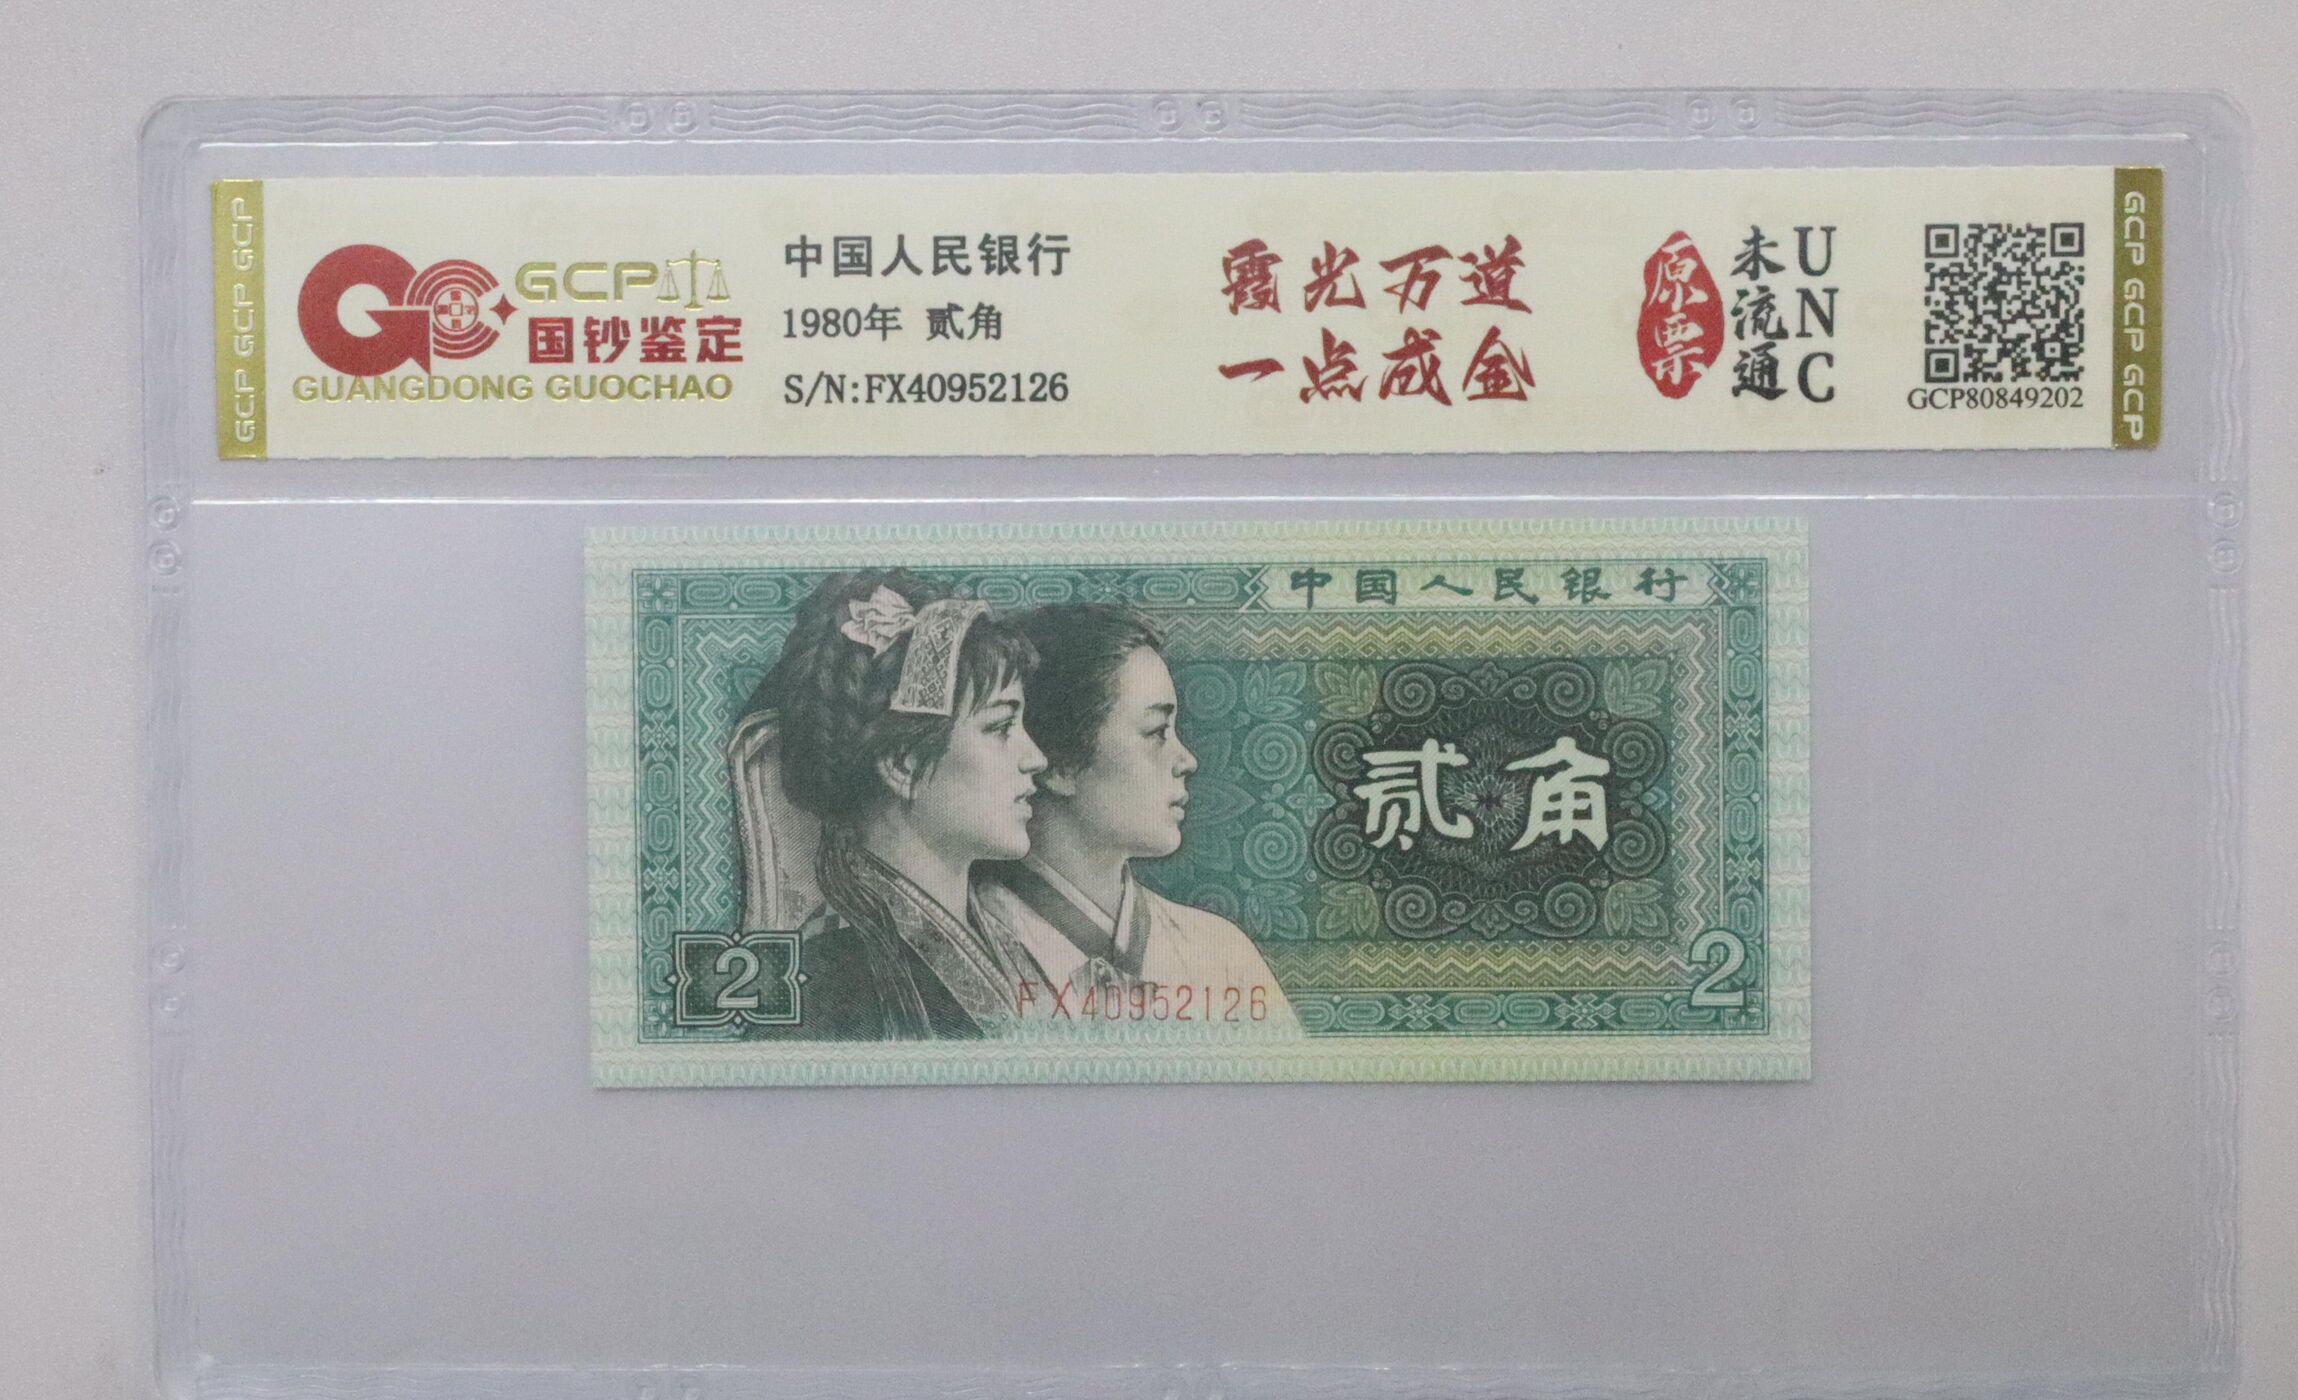 GCP GCP GCP
GCP
国钞鉴定
GUANGDONG GUOCHAO
中国人民银行
1980年 贰角
S/N:FX40952126
霞光万道
一点成金
原票
未流通
UNC
GCP80849202
GCP GCP GCP
中国人民银行
贰角
2
2
FX40952126